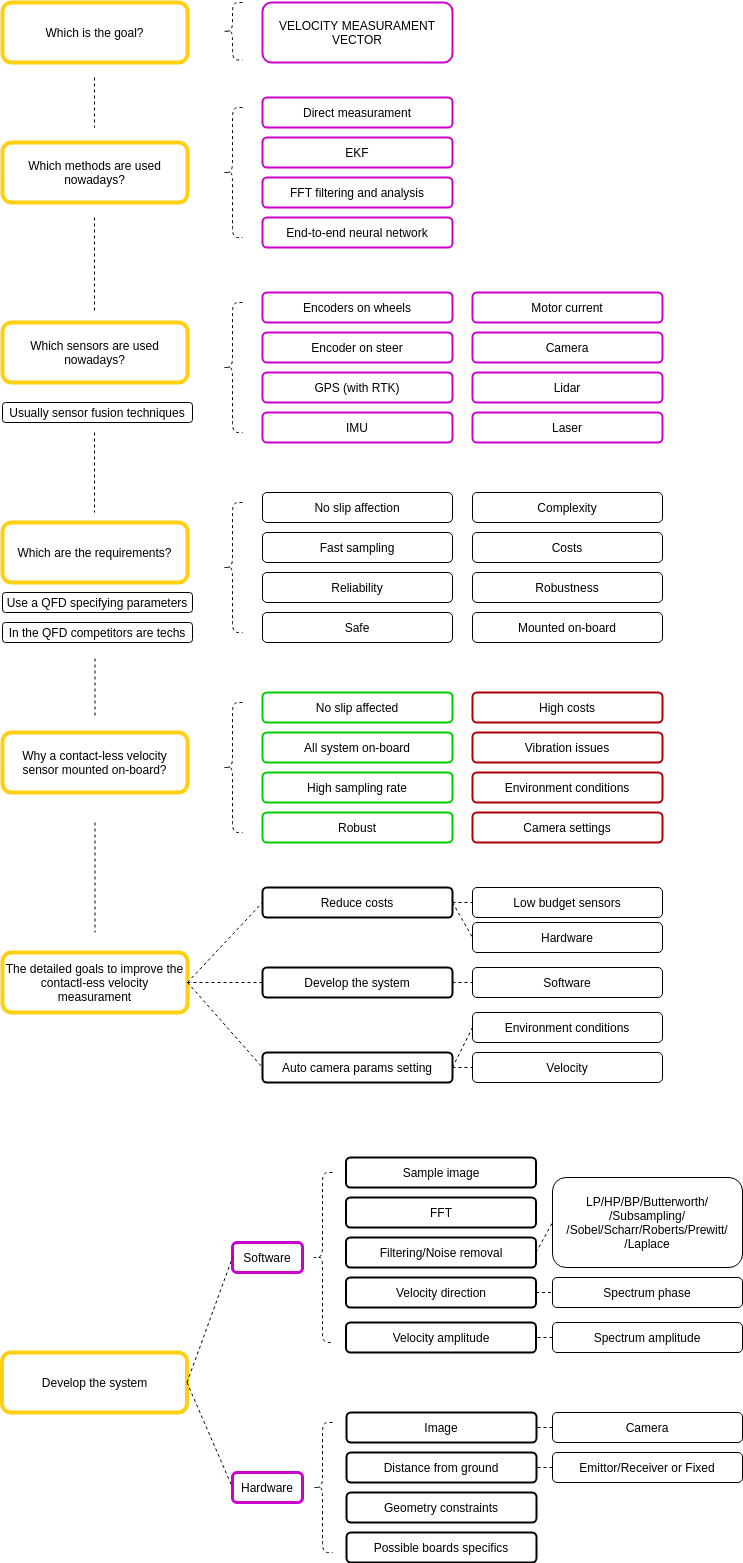 Which is the goal?
VELOCITY MEASURAMENT
VECTOR
Which methods are used
nowadays?
Direct measurament
EKF
FFT filtering and analysis
End-to-end neural network
Which sensors are used
nowadays?
Usually sensor fusion techniques
Encoders on wheels
Motor current
Encoder on steer
Camera
GPS (with RTK)
Lidar
IMU
Laser
Which are the requirements?
Use a QFD specifying parameters
In the QFD competitors are techs
No slip affection
Complexity
Fast sampling
Costs
Reliability
Robustness
Safe
Mounted on-board
Why a contact-less velocity
sensor mounted on-board?
No slip affected
High costs
All system on-board
Vibration issues
High sampling rate
Environment conditions
Robust
Camera settings
The detailed goals to improve the
contactl-ess velocity
measurament
Reduce costs
Low budget sensors
Hardware
Develop the system
Software
Auto camera params setting
Environment conditions
Velocity
Develop the system
Software
Sample image
FFT
Filtering/Noise removal
LP/HP/BP/Butterworth/
/Subsampling/
/Sobel/Scharr/Roberts/Prewitt/
/Laplace
Velocity direction
Spectrum phase
Velocity amplitude
Spectrum amplitude
Hardware
Image
Camera
Distance from ground
Emittor/Receiver or Fixed
Geometry constraints
Possible boards specifics